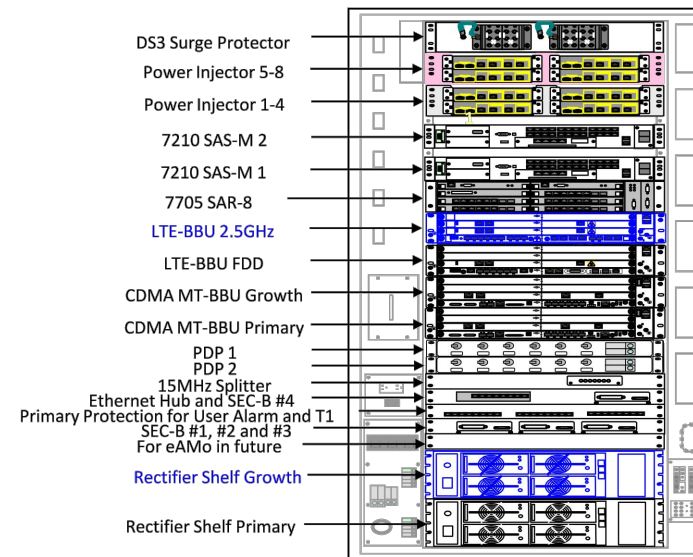 DS3 Surge Protector
Power Injector 5-8
Power Injector 1-4
7210 SAS-M 2
7210 SAS-M 1
7705 SAR-8
LTE-BBU 2.5GHz
LTE-BBU FDD
CDMA MT-BBU Growth
CDMA MT-BBU Primary
PDP 1
PDP 2
15MHz Splitter
Ethernet Hub and SEC-B #4
Primary Protection for User Alarm and T1
SEC-B #1, #2 and #3
For eAMo in future
Rectifier Shelf Growth
Rectifier Shelf Primary